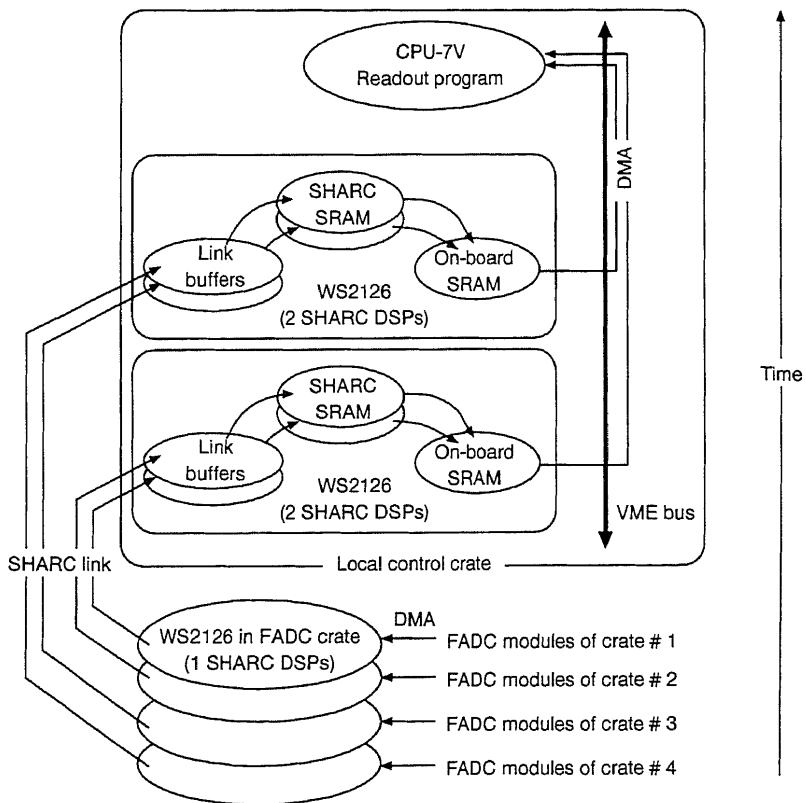 CPU-7V
Readout program
DMA
SHARC
SRAM
Link
buffers
On-board
SRAM
WS2126
(2 SHARC DSPs)
Time
SHARC
SRAM
Link
buffers
On-board
SRAM
WS2126
(2 SHARC DSPs)
VME bus
SHARC link
Local control crate
WS2126 in FADC crate
(1 SHARC DSPs)
DMA
FADC modules of crate # 1
FADC modules of crate # 2
FADC modules of crate # 3
FADC modules of crate # 4